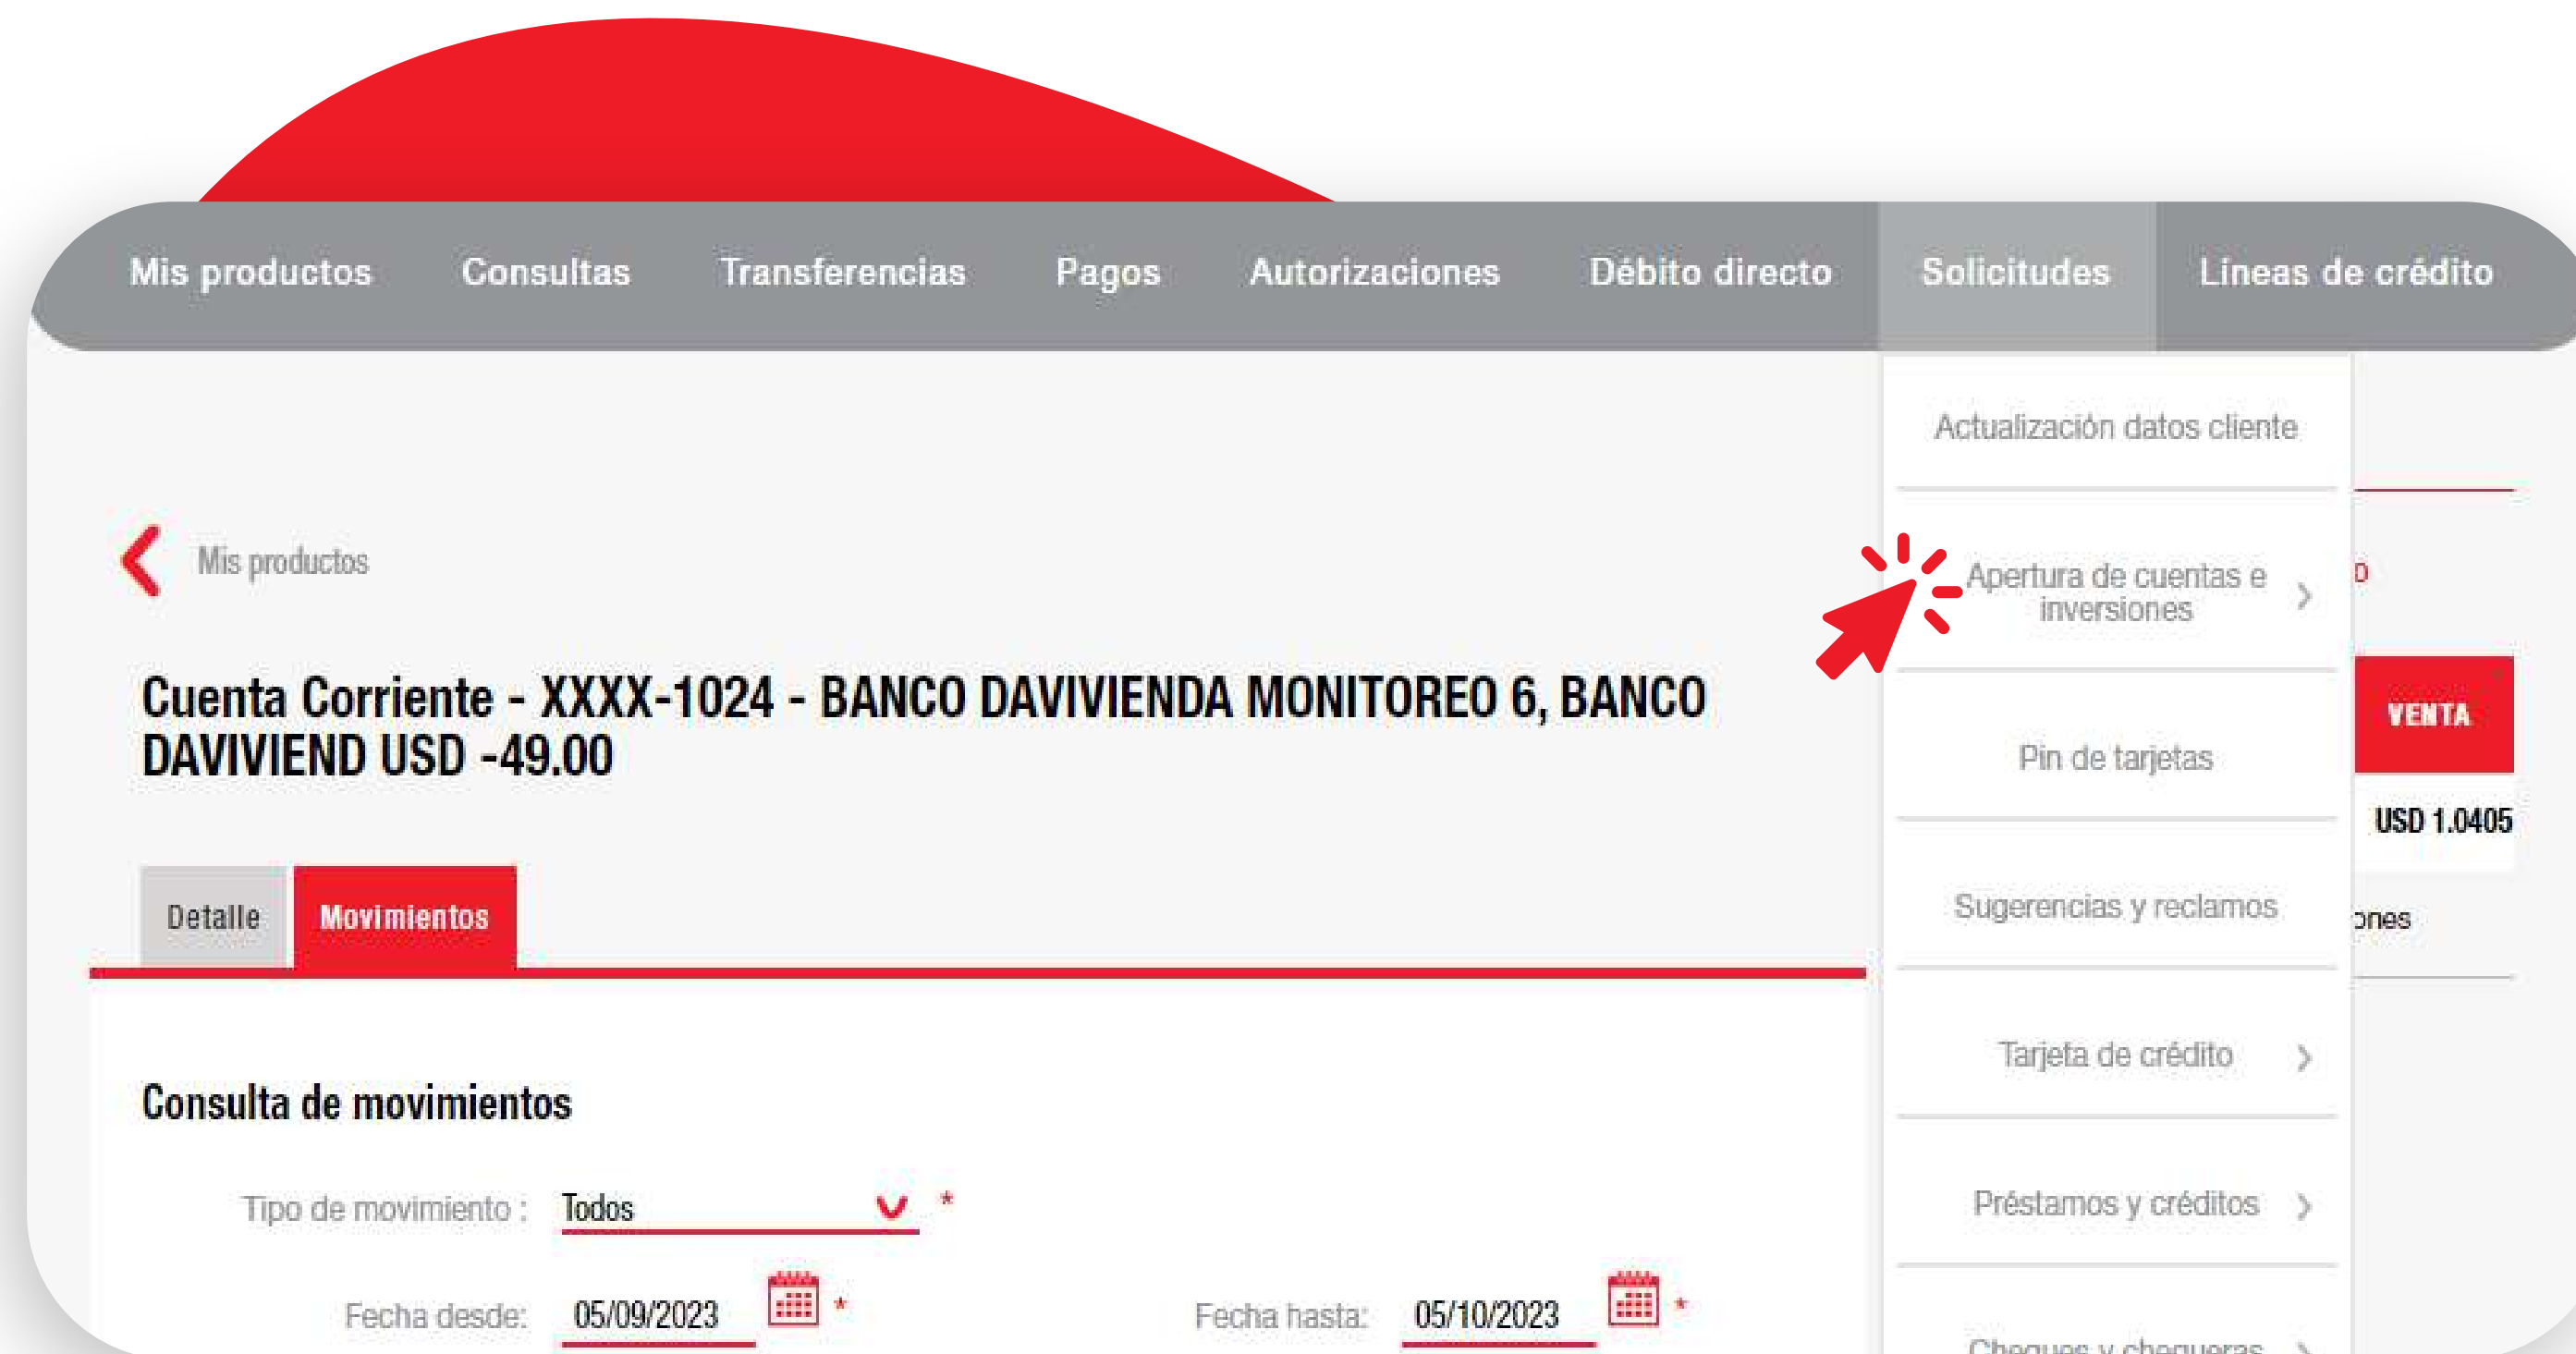 Mis productos
Consultas
Transferencias
Pagos
Autorizaciones
Débito directo
Solicitudes
Líneas de crédito
Actualización datos cliente
Mis productos
Apertura de cuentas e
inversiones
Cuenta Corriente - XXXX-1024 - BANCO DAVIVIENDA MONITOREO 6, BANCO
DAVIVIEND USD -49.00
VENTA
Pin de tarjetas
USD 1.0405
Detalle
Movimientos
Sugerencias y reclamos
ones
Tarjeta de crédito
Consulta de movimientos
Tipo de movimiento :
Todos
*
Préstamos y créditos
Fecha desde:
05/09/2023
*
Fecha hasta:
05/10/2023
*
Cheques y chequeras